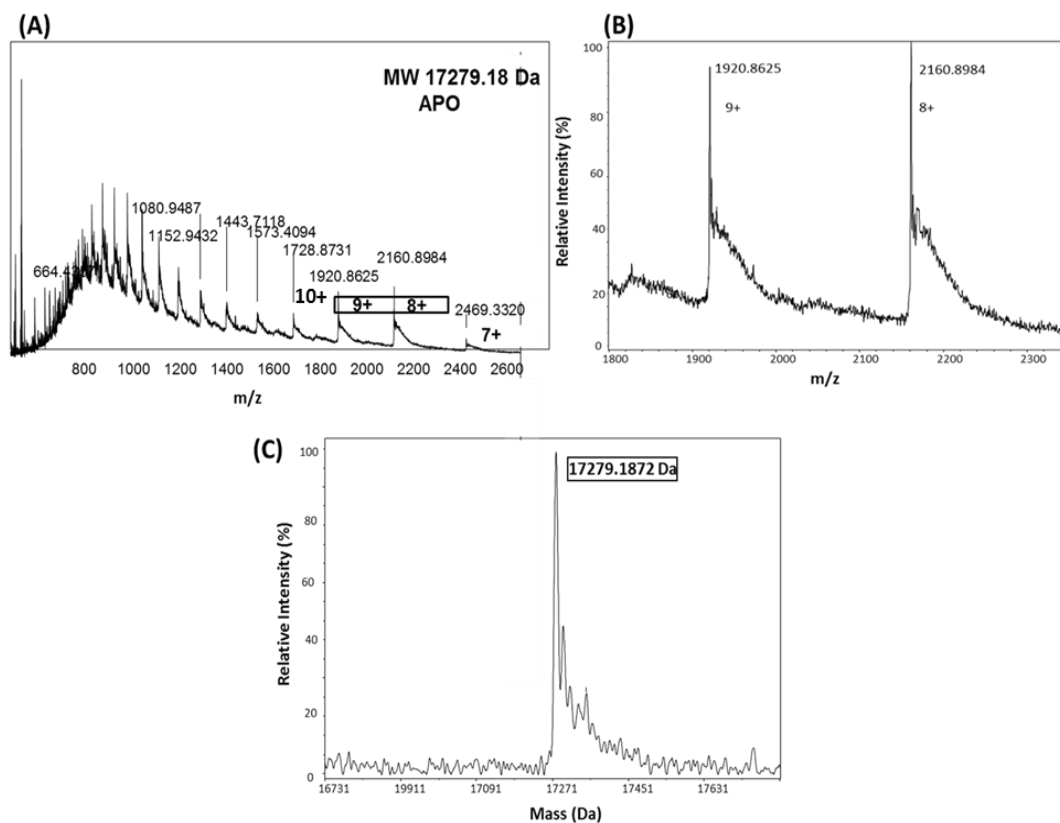 (A)
MW 17279.18 Da
APO
1080.9487
1443.7118
1573.4094
1152.9432
1728.8731
2160.8984
10+
1920.8625
9+
8+
2469.3320
7+
800 1000 1200 1400 1600 1800 2000 2200 2400 2600
m/z
(B)
Relative Intensity (%)
100
80
60
40
20
0
1920.8625
9+
2160.8984
8+
1800 1900 2000 2100 2200 2300
m/z
(C)
Relative Intensity (%)
100
80
60
40
20
0
17279.1872 Da
16731 19911 17091 17271 17451 17631
Mass (Da)